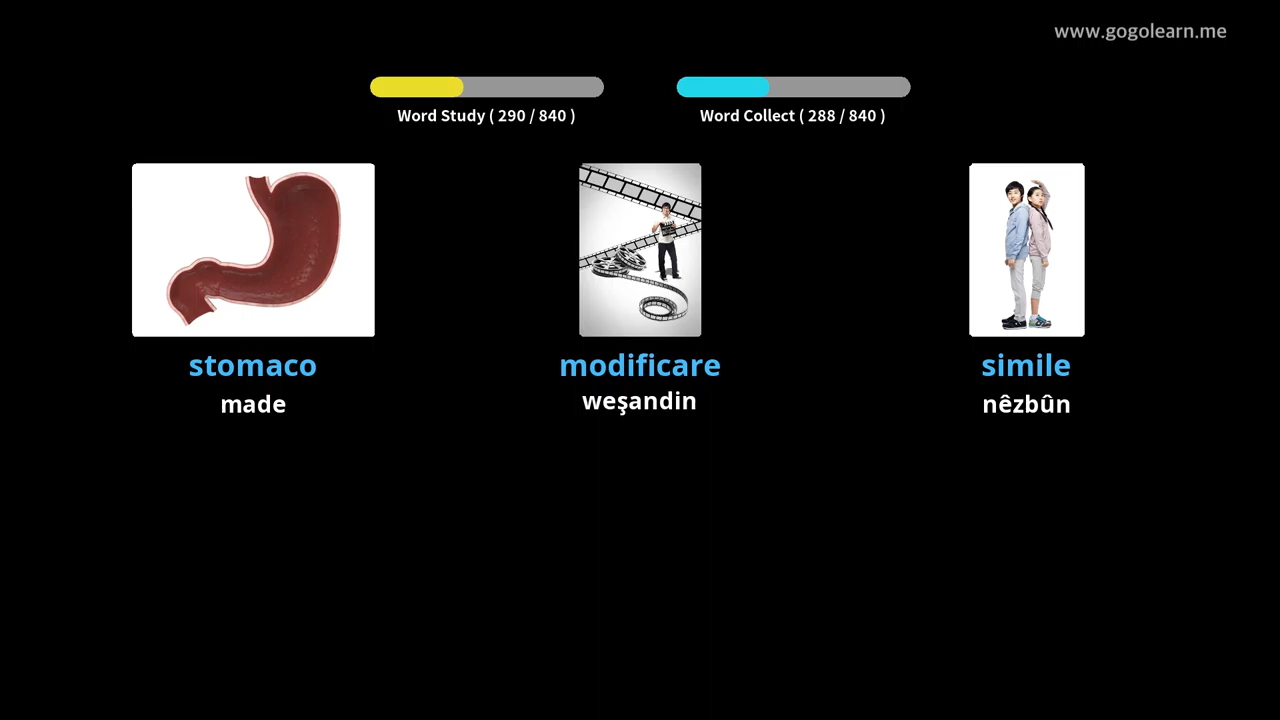 www.gogolearn.me
Word Study ( 290 / 840 )
Word Collect ( 288 / 840 )
stomaco
made
modificare
weşandin
simile
nêzbûn